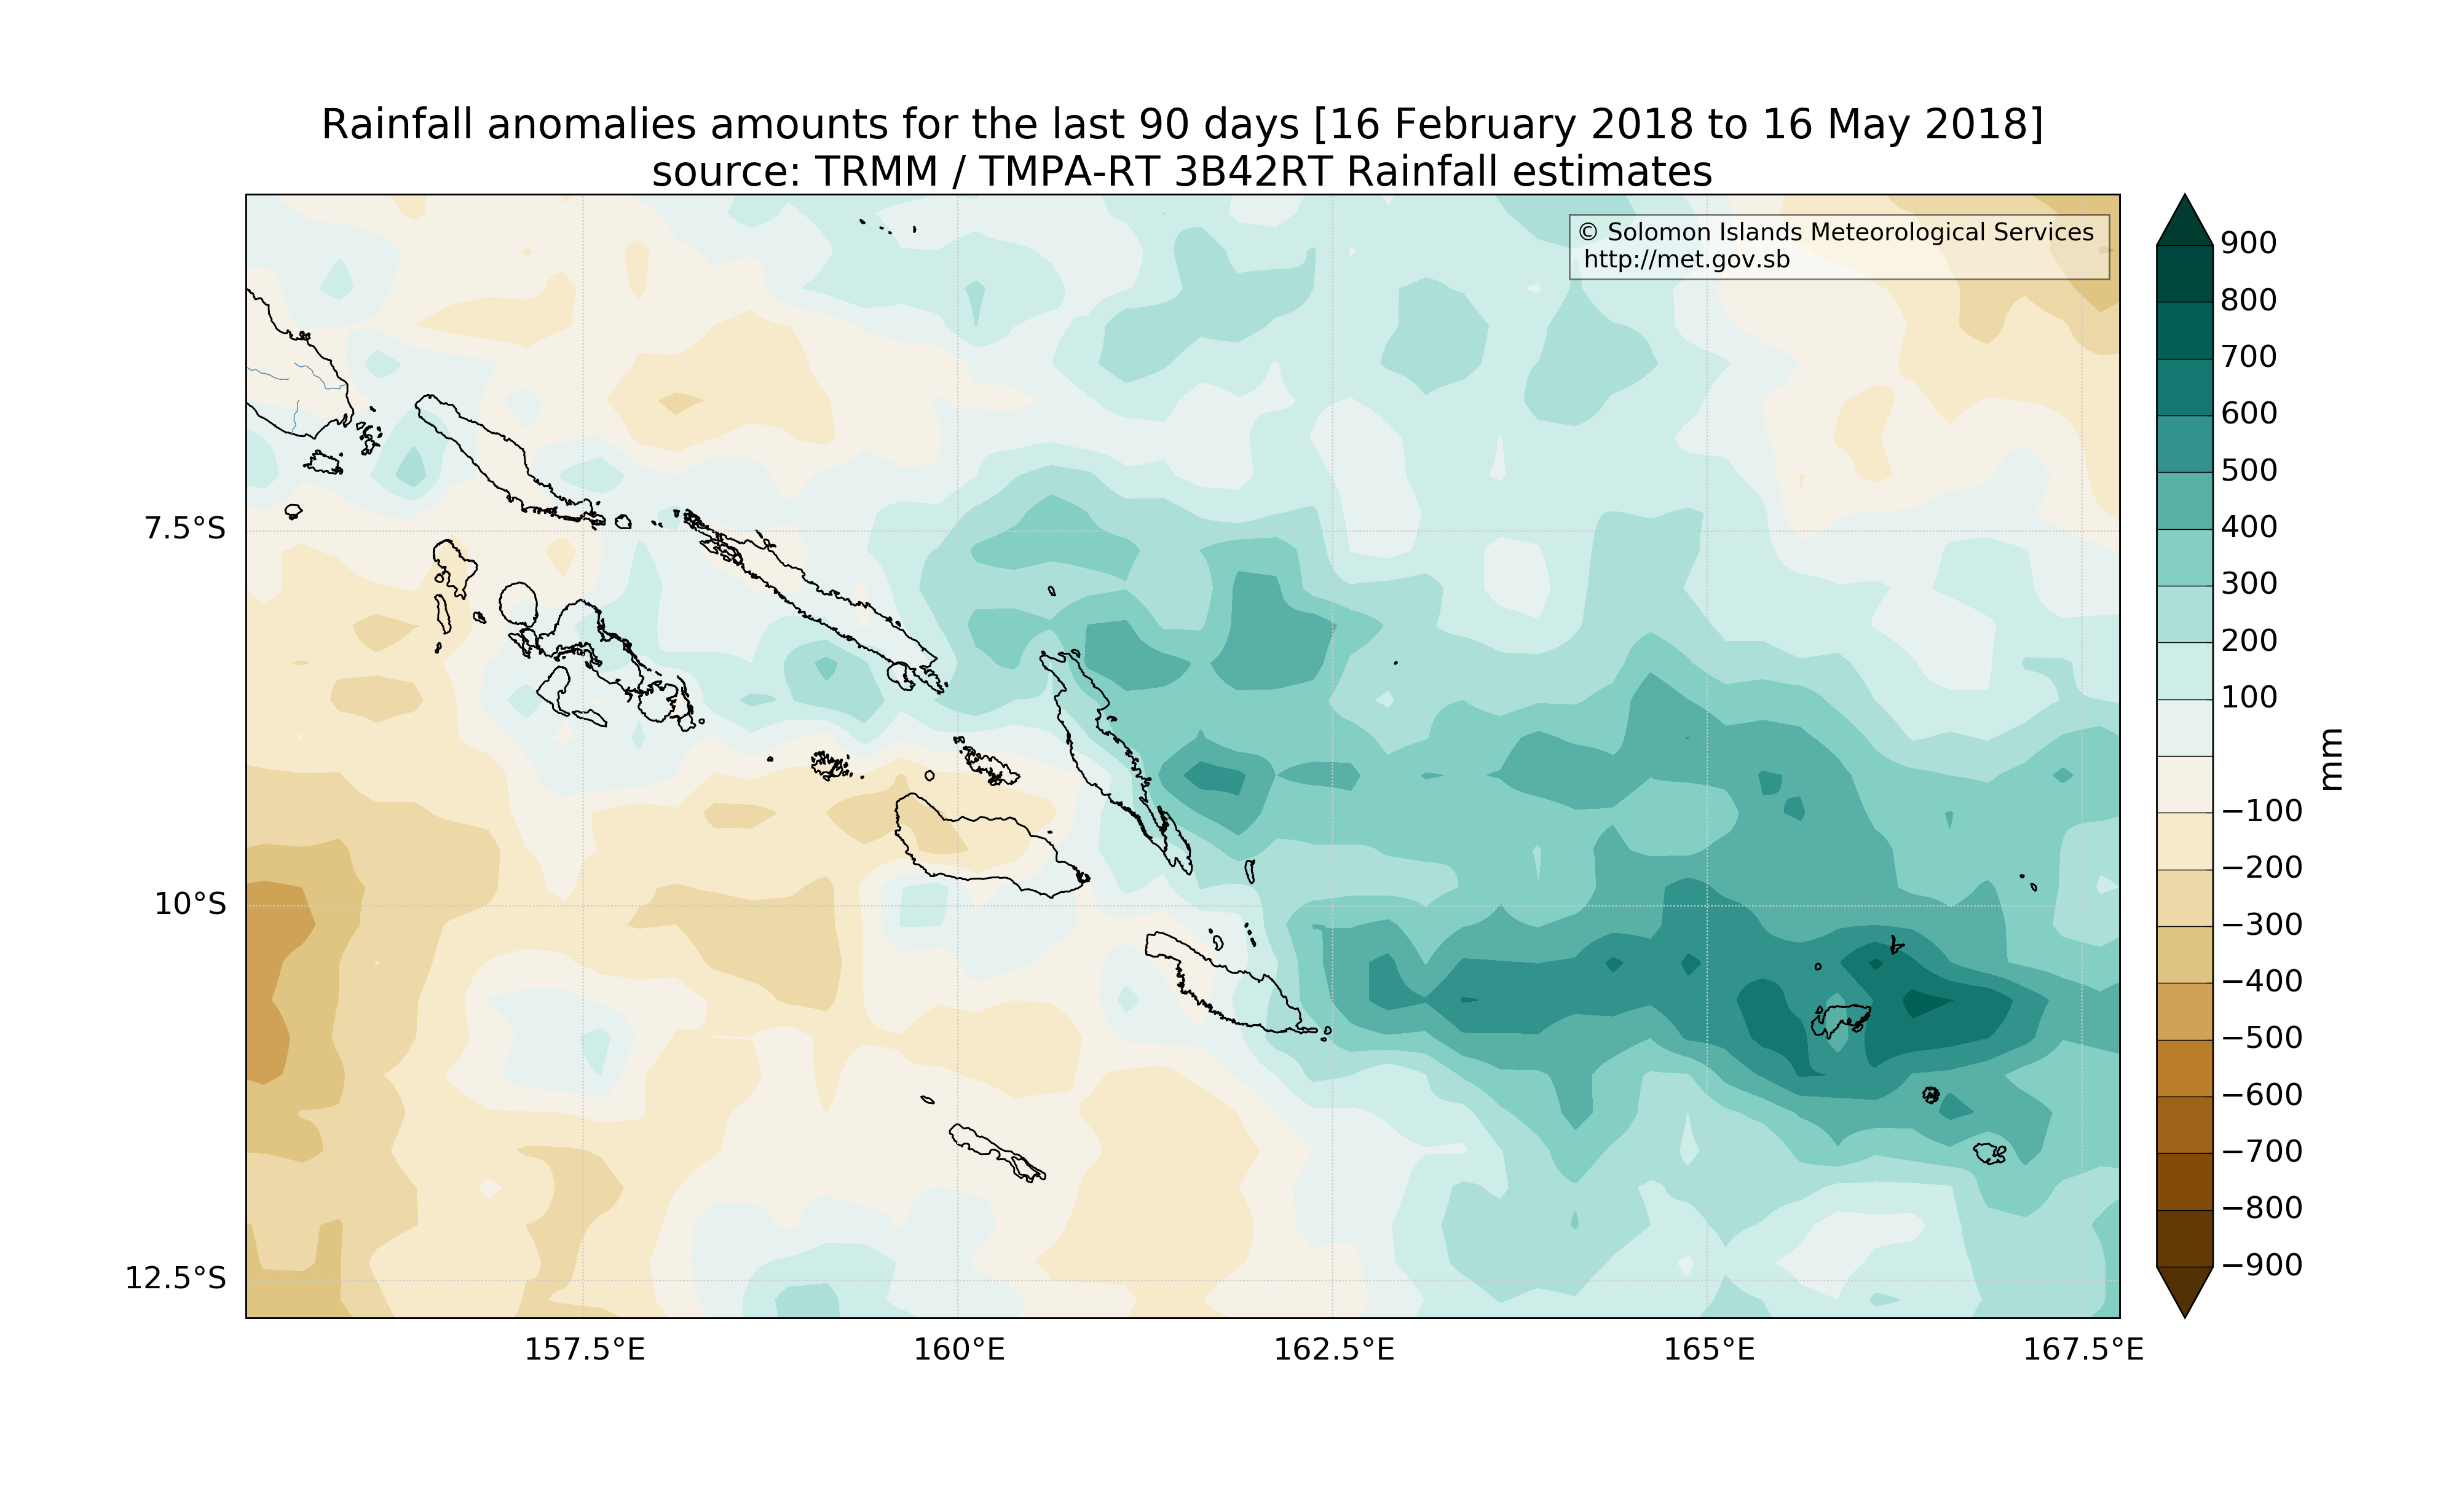 Rainfall anomalies amounts for the last 90 days [16 February 2018 to 16 May 2018]
source: TRMM / TMPA-RT 3B42RT Rainfall estimates
© Solomon Islands Meteorological Services
http://met.gov.sb
7.5°S
10°S
12.5°S
157.5°E
160°E
162.5°E
165°E
167.5°E
900
800
700
600
500
400
300
200
100
−100
−200
−300
−400
−500
−600
−700
−800
−900
mm